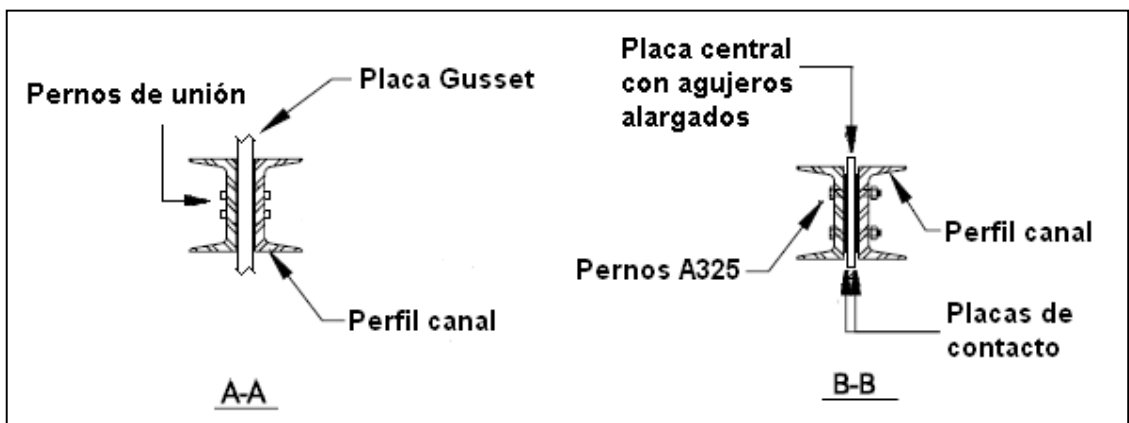 Pernos de unión
Placa Gusset
Perfil canal
A-A
Placa central
con agujeros
alargados
Pernos A325
Perfil canal
Placas de
contacto
B-B